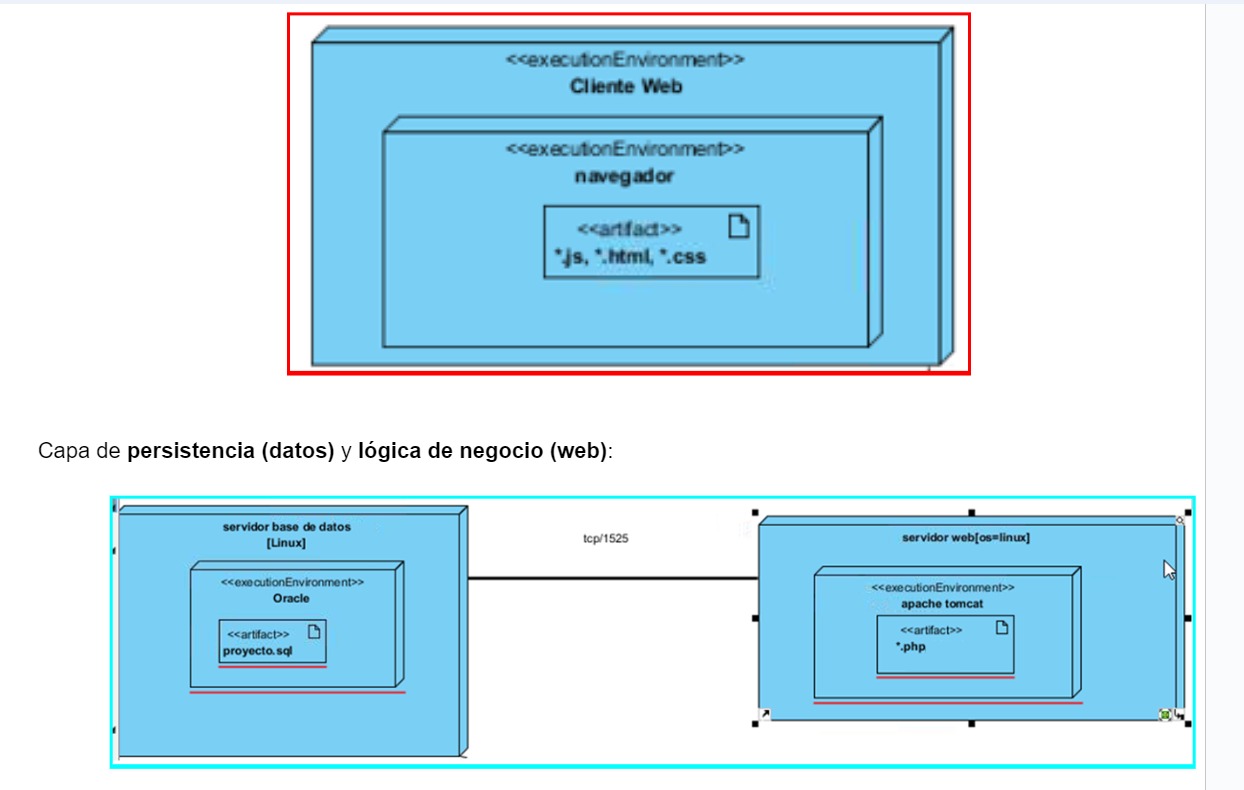 <<executionEnvironment>>
Cliente Web
<<executionEnvironment>>
navegador
<<artifact>>
*.js, *.html, *.css
Capa de persistencia (datos) y lógica de negocio (web):
servidor base de datos
[Linux]
<<executionEnvironment>>
Oracle
<<artifact>>
proyecto.sql
tcp/1525
servidor web[os=linux]
<<executionEnvironment>>
apache tomcat
<<artifact>>
*.php